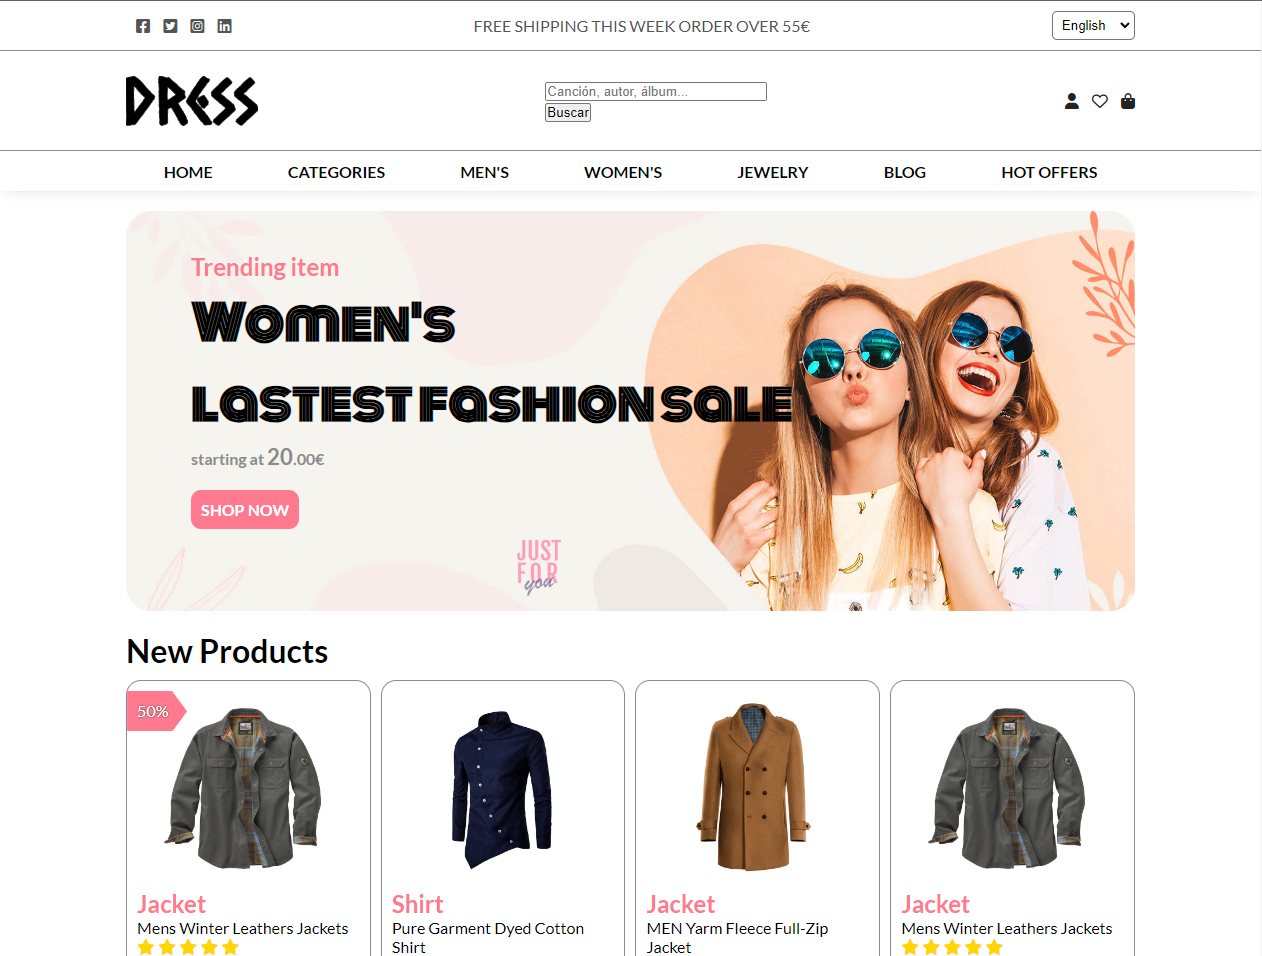 FREE SHIPPING THIS WEEK ORDER OVER 55€
English
DRESS
Canción, autor, álbum...
Buscar
HOME CATEGORIES MEN'S WOMEN'S JEWELRY BLOG HOT OFFERS
Trending item
WOMEN'S
LASTEST FASHION SALE
starting at 20.00€
SHOP NOW
JUST
FOR
you
New Products
50%
Jacket
Mens Winter Leathers Jackets
Shirt
Pure Garment Dyed Cotton
Shirt
Jacket
MEN Yarm Fleece Full-Zip
Jacket
Jacket
Mens Winter Leathers Jackets